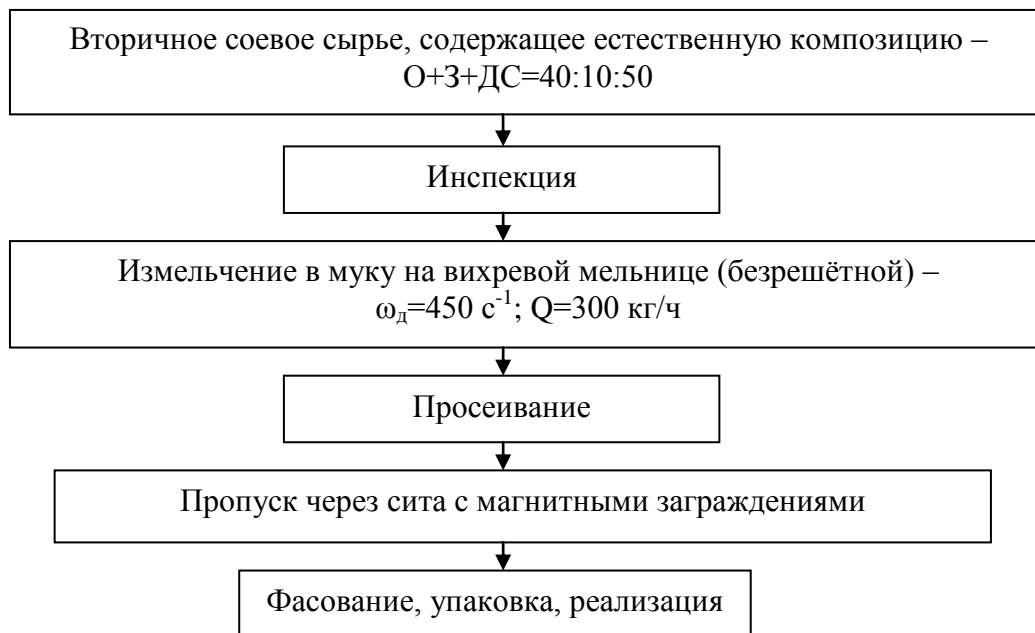 Вторичное соевое сырье, содержащее естественную композицию –
О+З+ДС=40:10:50
Инспекция
Измельчение в муку на вихревой мельнице (безрешётной) –
ωд=450 с-1; Q=300 кг/ч
Просеивание
Пропуск через сита с магнитными заграждениями
Фасование, упаковка, реализация